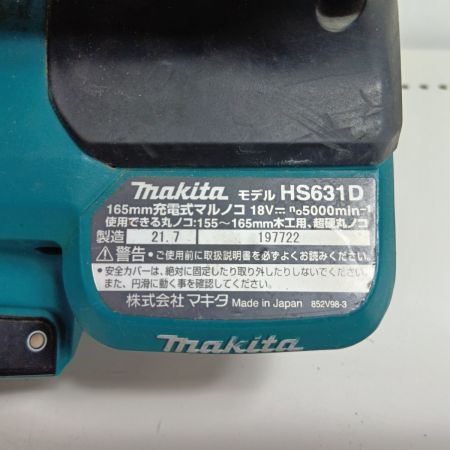 makita モデル HS631D
165mm充電式マルノコ 18V⎓ n₀5000min⁻¹
使用できる丸ノコ:155～165mm木工用、超硬丸ノコ
製造 21.7 197722
⚠警告 ●ご使用前に取扱説明書を必ずよくお読みください。
●安全カバーは、絶対に固定したり取り外したりしないでください。
また、円滑に動く事を確認してください。
株式会社マキタ Made in Japan 852V98-3
makita